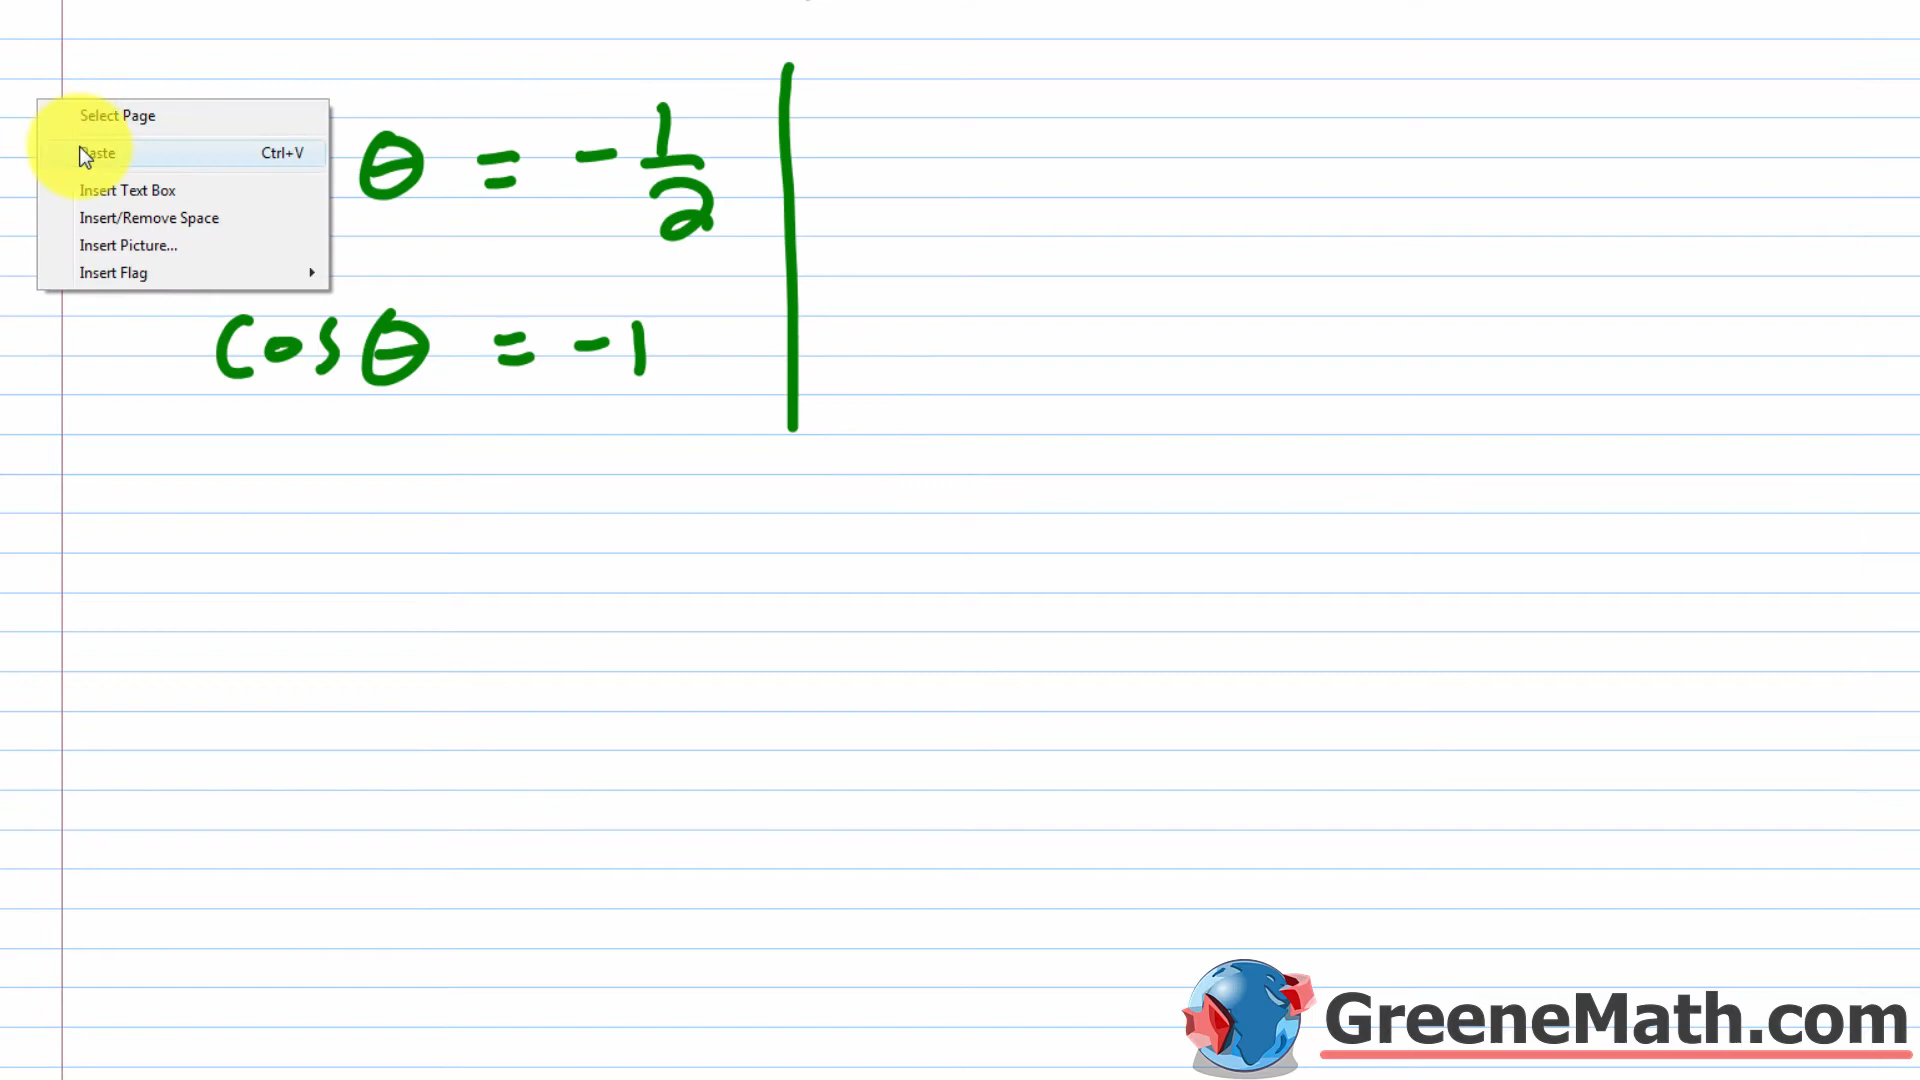 Select Page
Paste Ctrl+V
Insert Text Box
Insert/Remove Space
Insert Picture...
Insert Flag
θ = -1/2
cos θ = -1
GreeneMath.com